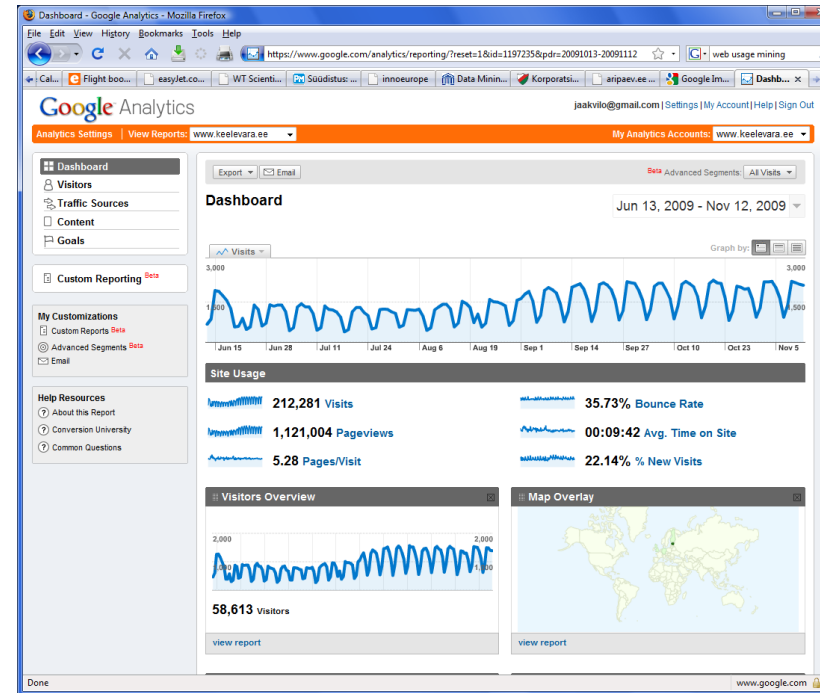 Dashboard - Google Analytics - Mozilla Firefox
File Edit View History Bookmarks Tools Help
https://www.google.com/analytics/reporting/?reset=1&id=1197235&pdr=20091013-20091112 G web usage mining
Cal... Flight boo... easyJet.co... WT Scienti... Süüdistus: ... innoeurope Data Minin... Korporatsi... aripaev.ee ... Google Im... Dashb...
Google Analytics
jaakvilo@gmail.com | Settings | My Account | Help | Sign Out
Analytics Settings | View Reports: www.keelevara.ee My Analytics Accounts: www.keelevara.ee
Dashboard
Visitors
Traffic Sources
Content
Goals
Custom Reporting Beta
My Customizations
Custom Reports Beta
Advanced Segments Beta
Email
Help Resources
About this Report
Conversion University
Common Questions
Export Email Beta Advanced Segments: All Visits
Dashboard
Jun 13, 2009 - Nov 12, 2009
Visits Graph by:
3,000 3,000
1,500 1,500
Jun 15 Jun 28 Jul 11 Jul 24 Aug 6 Aug 19 Sep 1 Sep 14 Sep 27 Oct 10 Oct 23 Nov 5
Site Usage
212,281 Visits 35.73% Bounce Rate
1,121,004 Pageviews 00:09:42 Avg. Time on Site
5.28 Pages/Visit 22.14% % New Visits
Visitors Overview
2,000 2,000
1,000 1,000
58,613 Visitors
view report
Map Overlay
view report
Done www.google.com